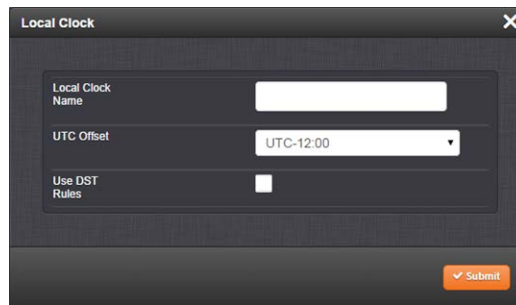 Local Clock
Local Clock
Name
UTC Offset
UTC-12:00
Use DST
Rules
Submit